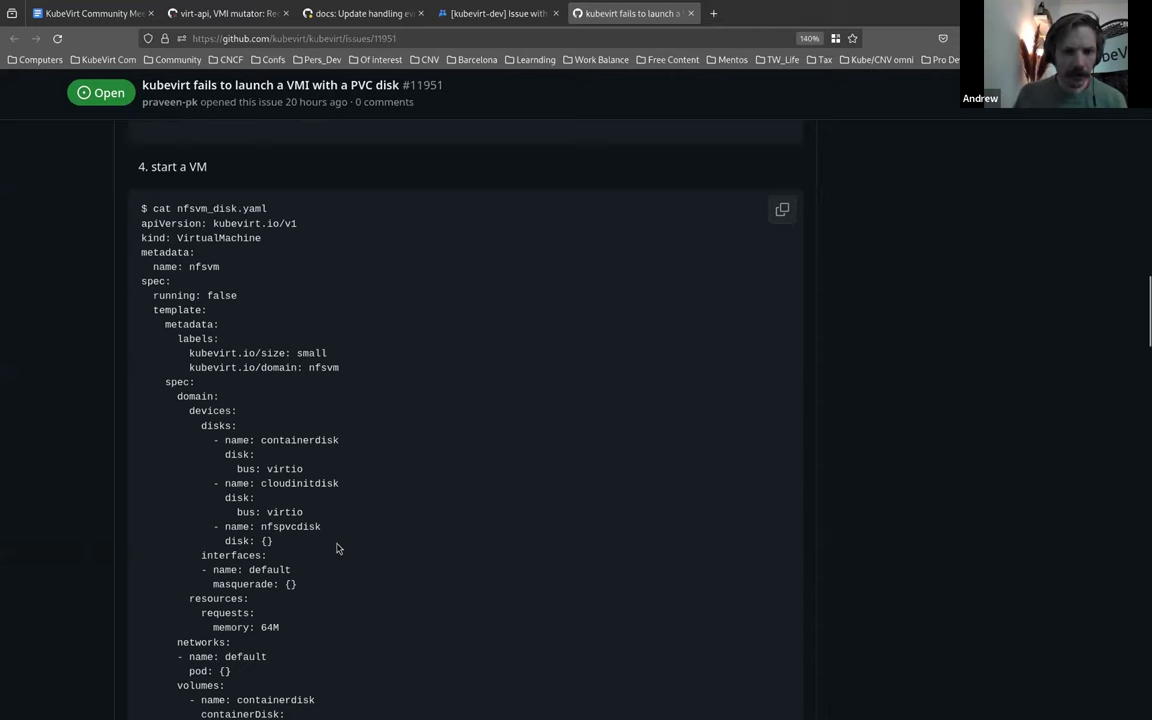 KubeVirt Community Mee
virt-api, VMI mutator: Rec
docs: Update handling ev
[kubevirt-dev] Issue with
kubevirt fails to launch a
https://github.com/kubevirt/kubevirt/issues/11951
140%
Computers
KubeVirt Com
Community
CNCF
Confs
Pers_Dev
Of interest
CNV
Barcelona
Learnding
Work Balance
Free Content
Mentos
TW_Life
Tax
Kube/CNV omni
Pro De
Andrew
Open
kubevirt fails to launch a VMI with a PVC disk #11951
praveen-pk opened this issue 20 hours ago · 0 comments
4. start a VM
$ cat nfsvm_disk.yaml
apiVersion: kubevirt.io/v1
kind: VirtualMachine
metadata:
name: nfsvm
spec:
running: false
template:
metadata:
labels:
kubevirt.io/size: small
kubevirt.io/domain: nfsvm
spec:
domain:
devices:
disks:
- name: containerdisk
disk:
bus: virtio
- name: cloudinitdisk
disk:
bus: virtio
- name: nfspvcdisk
disk: {}
interfaces:
- name: default
masquerade: {}
resources:
requests:
memory: 64M
networks:
- name: default
pod: {}
volumes:
- name: containerdisk
containerDisk: